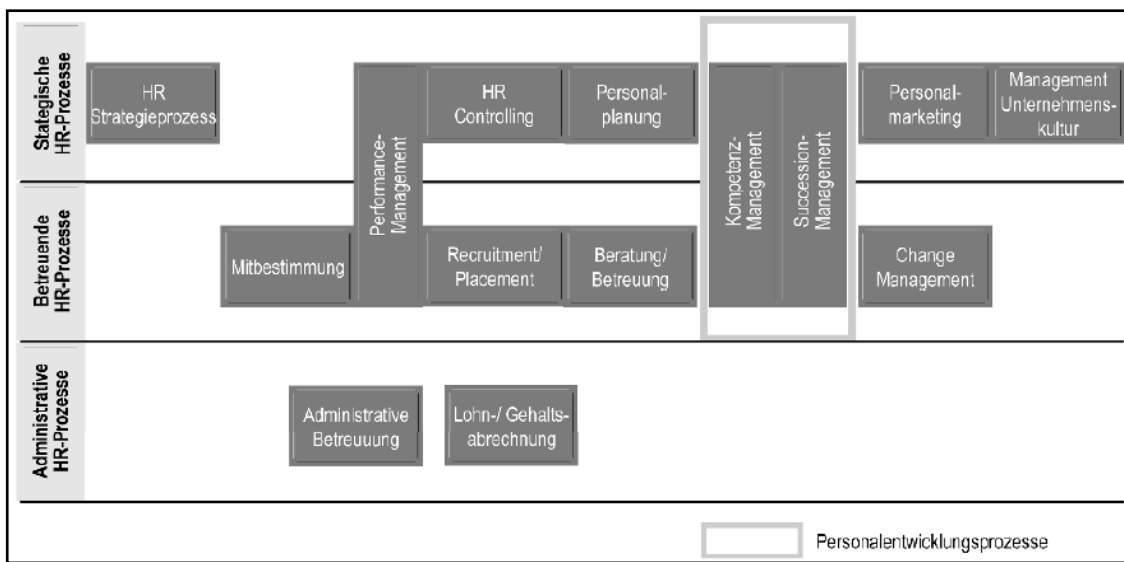 Stategische
HR-Prozesse
HR
Strategieprozess
Performance-
Management
HR
Controlling
Personal-
planung
Kompetenz-
Management
Succession-
Management
Personal-
marketing
Management
Unternehmens-
kultur
Betreuende
HR-Prozesse
Mitbestimmung
Recruitment/
Placement
Beratung/
Betreuung
Change
Management
Administrative
HR-Prozesse
Administrative
Betreuuung
Lohn-/ Gehalts-
abrechnung
Personalentwicklungsprozesse